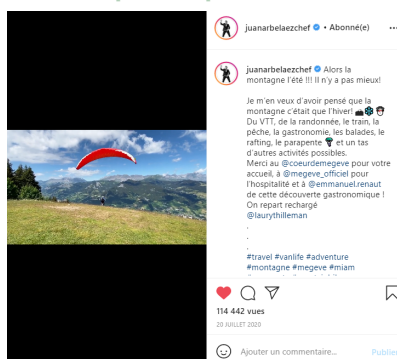 juanarbelaezchef • Abonné(e) ...
juanarbelaezchef Alors la
montagne l'été !!! Il n'y a pas mieux!
Je m'en veux d'avoir pensé que la
montagne c'était que l'hiver!
Du VTT, de la randonnée, le train, la
pêche, la gastronomie, les balades, le
rafting, le parapente 🪂 et un tas
d'autres activités possibles.
Merci au @coeurdemegeve pour votre
accueil, à @megeve_officiel pour
l'hospitalité et à @emmanuel.renaut
de cette découverte gastronomique !
On repart rechargé
@laurythilleman
.
.
.
#travel #vanlife #adventure
#montagne #megeve #miam
114 442 vues
20 JUILLET 2020
Ajouter un commentaire...
Publier